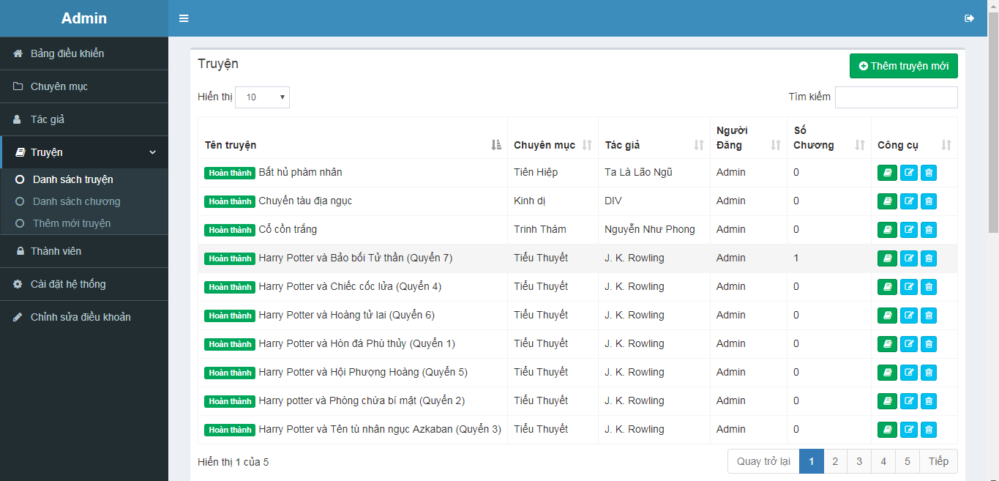 Admin
Bảng điều khiển
Chuyên mục
Tác giả
Truyện
Danh sách truyện
Danh sách chương
Thêm mới truyện
Thành viên
Cài đặt hệ thống
Chỉnh sửa điều khoản
Truyện
Thêm truyện mới
Hiển thị 10
Tìm kiếm
Tên truyện Chuyên mục Tác giả Người Đăng Số Chương Công cụ
Hoàn thành Bất hủ phàm nhân Tiên Hiệp Ta Là Lão Ngũ Admin 0
Hoàn thành Chuyến tàu địa ngục Kinh dị DIV Admin 0
Hoàn thành Cổ cồn trắng Trinh Thám Nguyễn Như Phong Admin 0
Hoàn thành Harry Potter và Bảo bối Tử thần (Quyển 7) Tiểu Thuyết J. K. Rowling Admin 1
Hoàn thành Harry Potter và Chiếc cốc lửa (Quyển 4) Tiểu Thuyết J. K. Rowling Admin 0
Hoàn thành Harry Potter và Hoàng tử lai (Quyển 6) Tiểu Thuyết J. K. Rowling Admin 0
Hoàn thành Harry Potter và Hòn đá Phù thủy (Quyển 1) Tiểu Thuyết J. K. Rowling Admin 0
Hoàn thành Harry Potter và Hội Phượng Hoàng (Quyển 5) Tiểu Thuyết J. K. Rowling Admin 0
Hoàn thành Harry potter và Phòng chứa bí mật (Quyển 2) Tiểu Thuyết J. K. Rowling Admin 0
Hoàn thành Harry Potter và Tên tù nhân ngục Azkaban (Quyển 3) Tiểu Thuyết J. K. Rowling Admin 0
Hiển thị 1 của 5
Quay trở lại 1 2 3 4 5 Tiếp